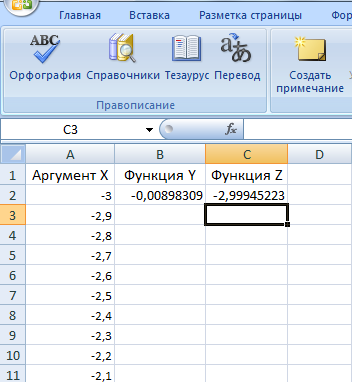 Главная Вставка Разметка страницы Фор
ABC
Орфография Справочники Тезаурус Перевод Создать примечание
Правописание
C3 fx
A B C D
1 Аргумент X Функция Y Функция Z
2 -3 -0,00898309 -2,99945223
3 -2,9
4 -2,8
5 -2,7
6 -2,6
7 -2,5
8 -2,4
9 -2,3
10 -2,2
11 -2,1